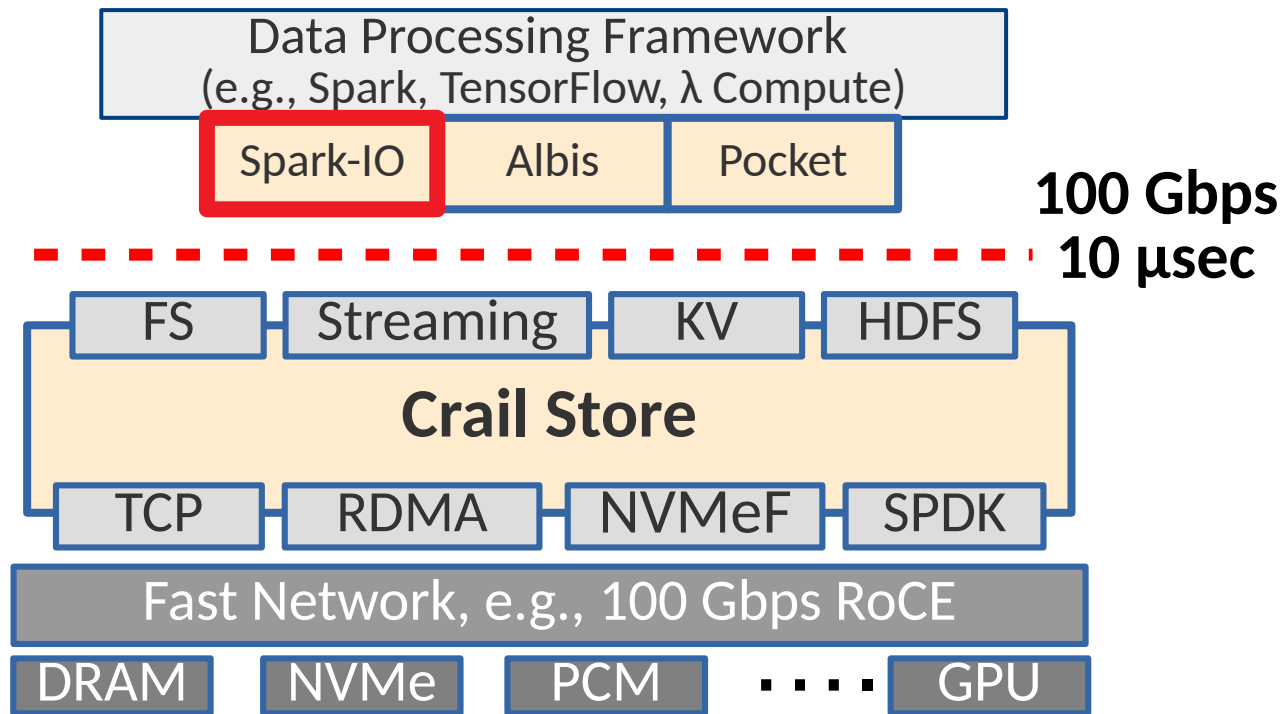 Data Processing Framework
(e.g., Spark, TensorFlow, λ Compute)
Spark-IO Albis Pocket
100 Gbps
10 μsec
FS Streaming KV HDFS
Crail Store
TCP RDMA NVMeF SPDK
Fast Network, e.g., 100 Gbps RoCE
DRAM NVMe PCM .... GPU